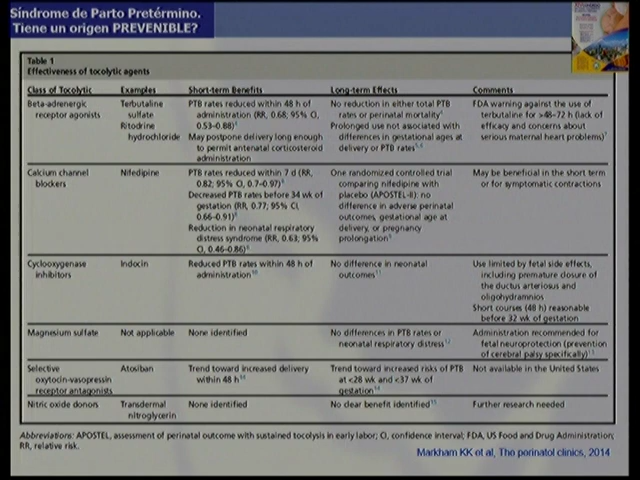 Síndrome de Parto Pretérmino.
Tiene un origen PREVENIBLE?
Table 1
Effectiveness of tocolytic agents
Class of Tocolytic Examples Short-term Benefits Long-term Effects Comments
Beta-adrenergic
receptor agonists
Terbutaline
sulfate
Ritodrine
hydrochloride
PTB rates reduced within 48 h of
administration (RR, 0.68; 95% CI,
0.53–0.88)
May postpone delivery long enough
to permit antenatal corticosteroid
administration
No reduction in either total PTB
rates or perinatal mortality
Prolonged use not associated with
differences in gestational ages at
delivery or PTB rates
FDA warning against the use of
terbutaline for >48–72 h (lack of
efficacy and concerns about
serious maternal heart problems)
Calcium channel
blockers
Nifedipine
PTB rates reduced within 7 d (RR,
0.82; 95% CI, 0.7–0.97)
Decreased PTB rates before 34 wk of
gestation (RR, 0.77; 95% CI,
0.66–0.91)
Reduction in neonatal respiratory
distress syndrome (RR, 0.63; 95%
CI, 0.46–0.86)
One randomized controlled trial
comparing nifedipine with
placebo (APOSTEL-II): no
difference in adverse perinatal
outcomes, gestational age at
delivery, or pregnancy
prolongation
May be beneficial in the short term
or for symptomatic contractions
Cyclooxygenase
inhibitors
Indocin
Reduced PTB rates within 48 h of
administration
No difference in neonatal
outcomes
Use limited by fetal side effects,
including premature closure of
the ductus arteriosus and
oligohydramnios
Short courses (48 h) reasonable
before 32 wk of gestation
Magnesium sulfate
Not applicable
None identified
No differences in PTB rates or
neonatal respiratory distress
Administration recommended for
fetal neuroprotection (prevention
of cerebral palsy specifically)
Selective
oxytocin-vasopressin
receptor antagonists
Atosiban
Trend toward increased delivery
within 48 h
Trend toward increased risks of PTB
at <28 wk and <37 wk of
gestation
Not available in the United States
Nitric oxide donors
Transdermal
nitroglycerin
None identified
No clear benefit identified
Further research needed
Abbreviations: APOSTEL, assessment of perinatal outcome with sustained tocolysis in early labor; CI, confidence interval; FDA, US Food and Drug Administration;
RR, relative risk.
Markham KK et al, The perinatol clinics, 2014